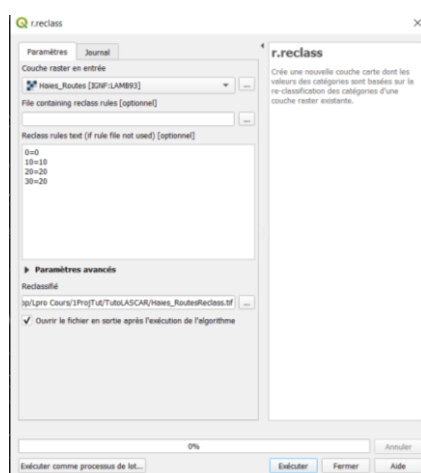 r.reclass
Paramètres
Journal
Couche raster en entrée
Haies_Routes [IGNF:LAMB93]
...
File containing reclass rules [optionnel]
...
Reclass rules text (if rule file not used) [optionnel]
0=0
10=10
20=20
30=20
Paramètres avancés
Reclassifié
op/Lpro Cours/1ProjTut/TutoLASCAR/Haies_RoutesReclass.tif
...
Ouvrir le fichier en sortie après l'exécution de l'algorithme
r.reclass
Crée une nouvelle couche carte dont les
valeurs des catégories sont basées sur la
re-classification des catégories d'une
couche raster existante.
0%
Annuler
Exécuter comme processus de lot...
Exécuter
Fermer
Aide